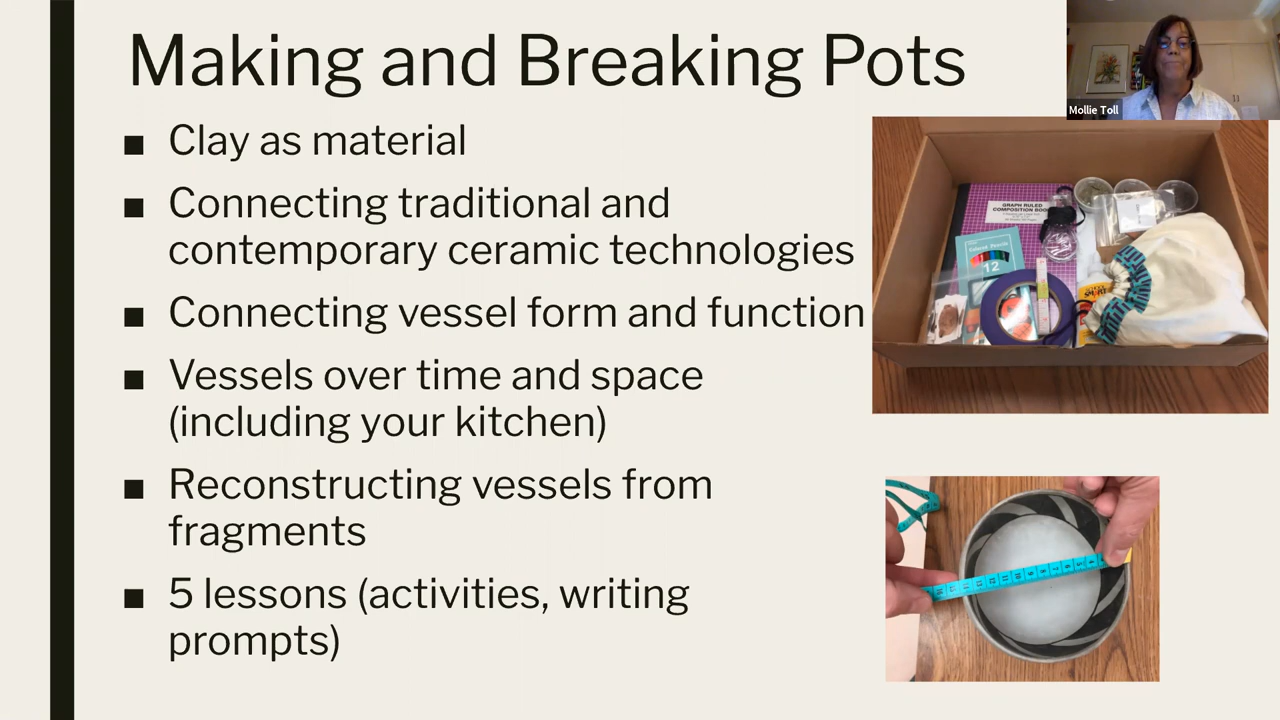 Making and Breaking Pots
Mollie Toll
■ Clay as material
■ Connecting traditional and
contemporary ceramic technologies
■ Connecting vessel form and function
■ Vessels over time and space
(including your kitchen)
■ Reconstructing vessels from
fragments
■ 5 lessons (activities, writing
prompts)
GRAPH RULED
COMPOSITION BOOK
12